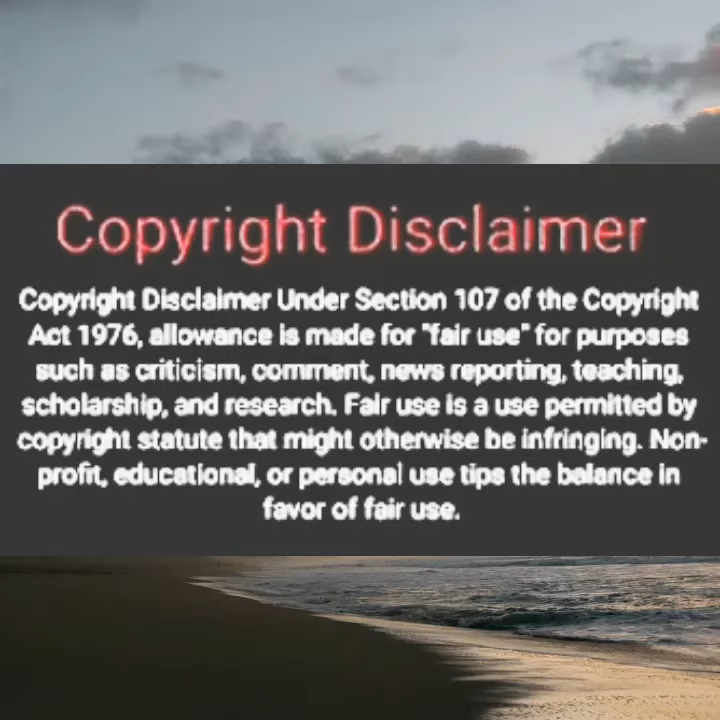 Copyright Disclaimer
Copyright Disclaimer Under Section 107 of the Copyright
Act 1976, allowance is made for "fair use" for purposes
such as criticism, comment, news reporting, teaching,
scholarship, and research. Fair use is a use permitted by
copyright statute that might otherwise be infringing. Non-
profit, educational, or personal use tips the balance in
favor of fair use.